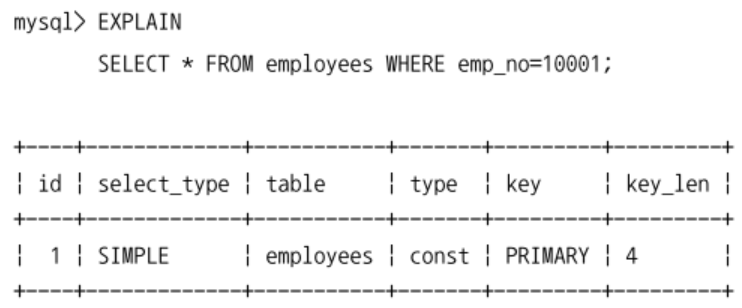 mysql> EXPLAIN
SELECT * FROM employees WHERE emp_no=10001;
+----+-------------+-----------+-------+---------+---------+
¦ id ¦ select_type ¦ table ¦ type ¦ key ¦ key_len ¦
+----+-------------+-----------+-------+---------+---------+
¦ 1 ¦ SIMPLE ¦ employees ¦ const ¦ PRIMARY ¦ 4 ¦
+----+-------------+-----------+-------+---------+---------+